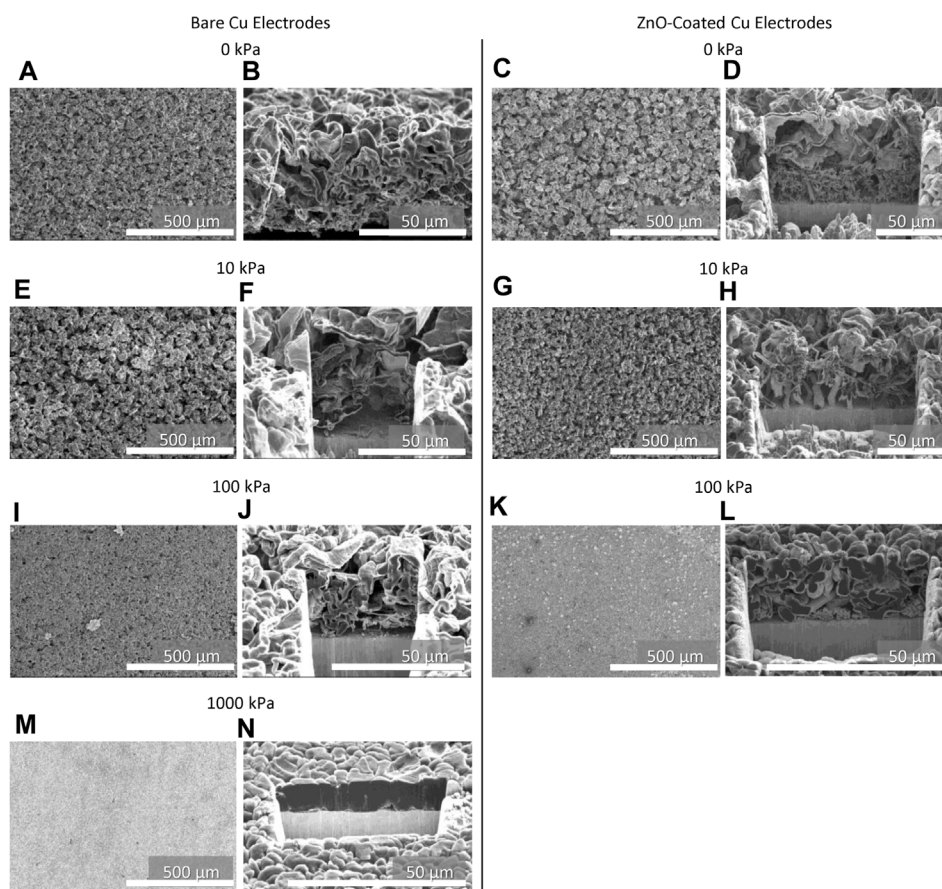 Bare Cu Electrodes
ZnO-Coated Cu Electrodes
0 kPa
0 kPa
A
B
C
D
500 µm
50 µm
500 µm
50 µm
10 kPa
10 kPa
E
F
G
H
500 µm
50 µm
500 µm
50 µm
100 kPa
100 kPa
I
J
K
L
500 µm
50 µm
500 µm
50 µm
1000 kPa
M
N
500 µm
50 µm